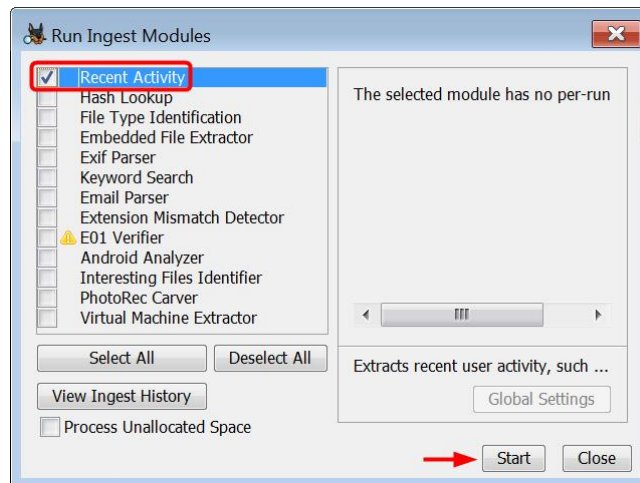 Run Ingest Modules
Recent Activity
Hash Lookup
File Type Identification
Embedded File Extractor
Exif Parser
Keyword Search
Email Parser
Extension Mismatch Detector
E01 Verifier
Android Analyzer
Interesting Files Identifier
PhotoRec Carver
Virtual Machine Extractor
The selected module has no per-run
Select All
Deselect All
Extracts recent user activity, such ...
View Ingest History
Global Settings
Process Unallocated Space
Start
Close